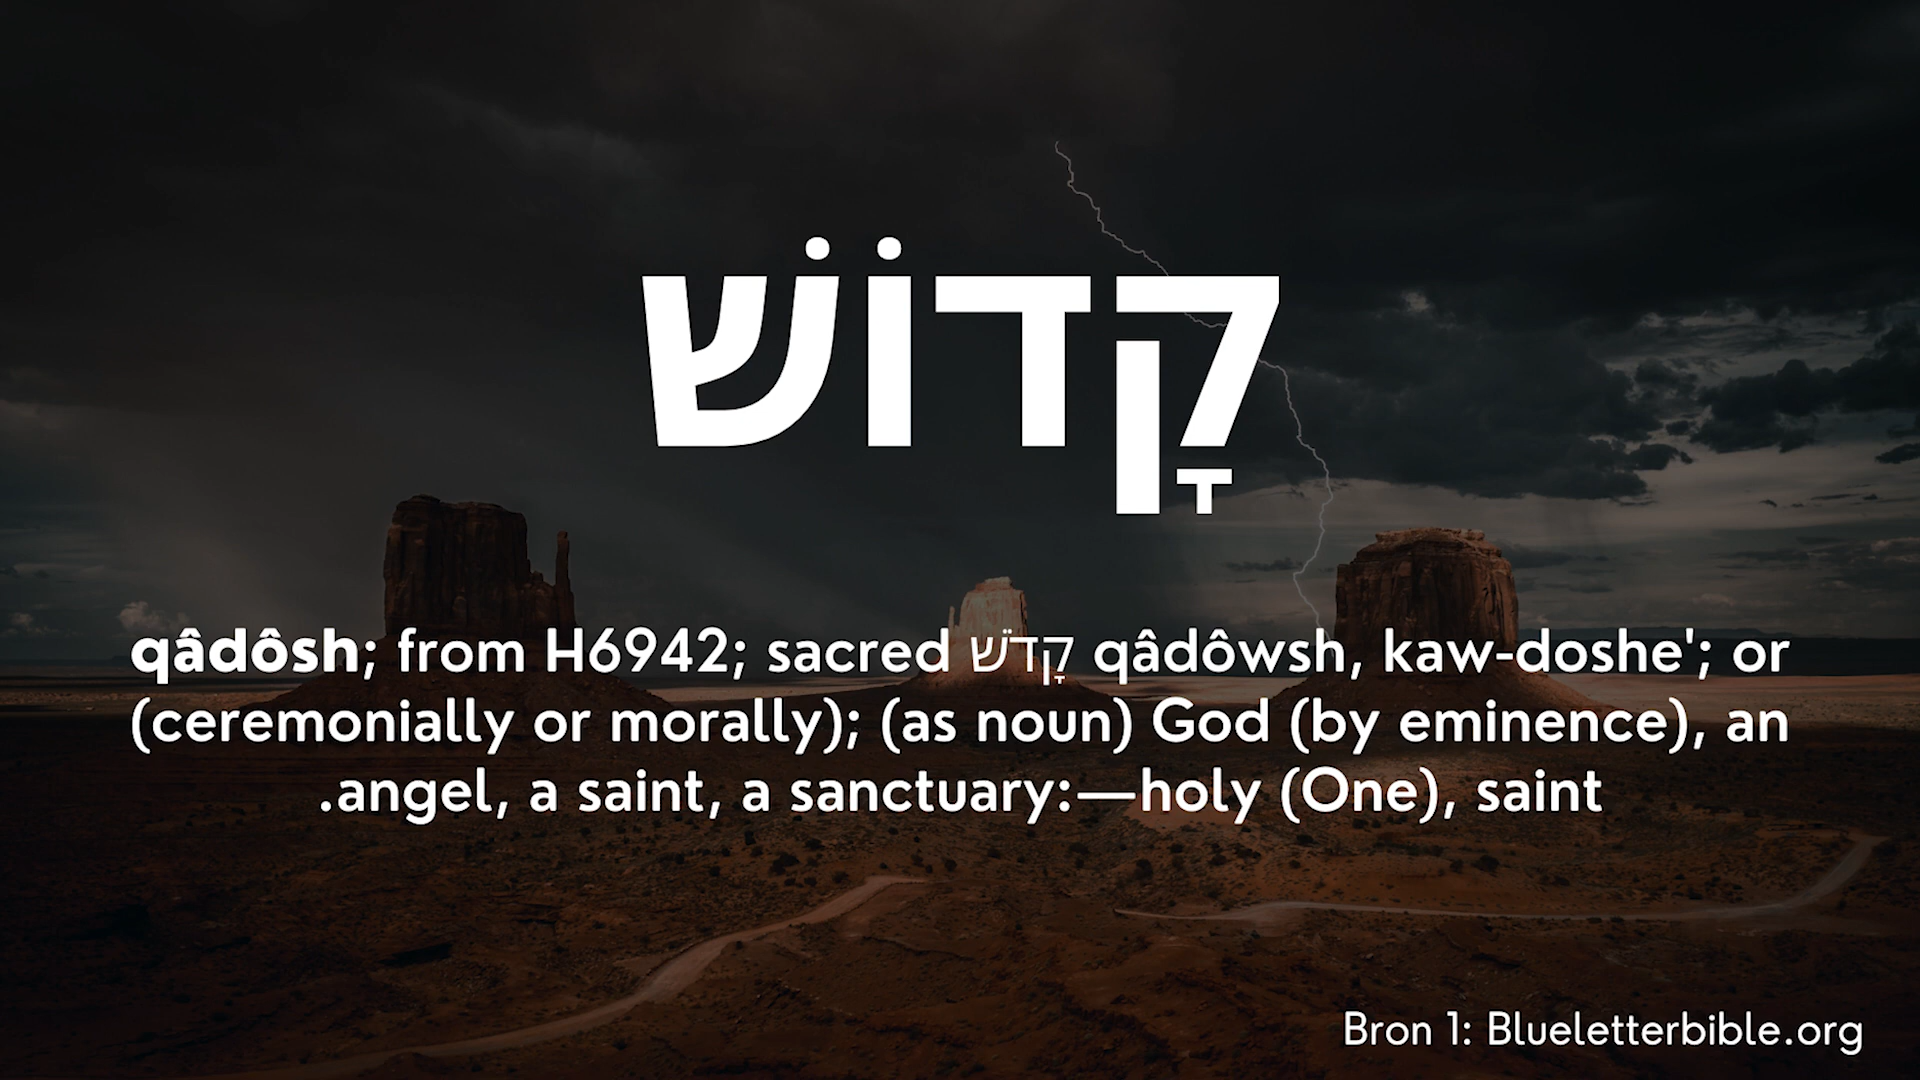 קָדוֹשׁ
qâdôsh; from H6942; sacred קָדֹשׁ qâdôwsh, kaw-doshe'; or
(ceremonially or morally); (as noun) God (by eminence), an
.angel, a saint, a sanctuary:—holy (One), saint
Bron 1: Blueletterbible.org